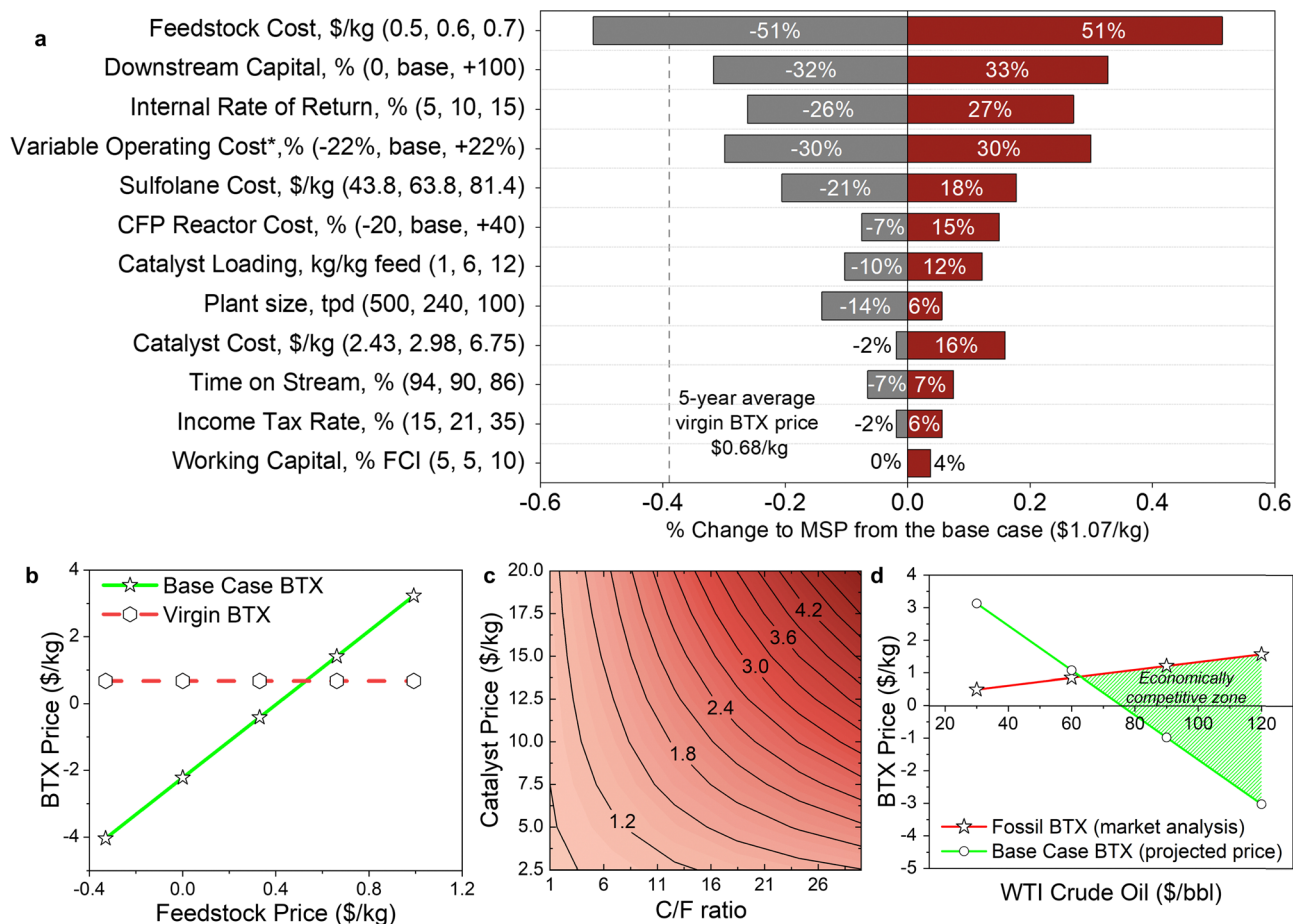 a
Feedstock Cost, $/kg (0.5, 0.6, 0.7)
-51%
51%
Downstream Capital, % (0, base, +100)
-32%
33%
Internal Rate of Return, % (5, 10, 15)
-26%
27%
Variable Operating Cost*,% (-22%, base, +22%)
-30%
30%
Sulfolane Cost, $/kg (43.8, 63.8, 81.4)
-21%
18%
CFP Reactor Cost, % (-20, base, +40)
-7%
15%
Catalyst Loading, kg/kg feed (1, 6, 12)
-10%
12%
Plant size, tpd (500, 240, 100)
-14%
6%
Catalyst Cost, $/kg (2.43, 2.98, 6.75)
-2%
16%
Time on Stream, % (94, 90, 86)
-7%
7%
Income Tax Rate, % (15, 21, 35)
-2%
6%
Working Capital, % FCI (5, 5, 10)
0%
4%
5-year average
virgin BTX price
$0.68/kg
-0.6
-0.4
-0.2
0.0
0.2
0.4
0.6
% Change to MSP from the base case ($1.07/kg)
b
Base Case BTX
Virgin BTX
BTX Price ($/kg)
4
2
0
-2
-4
-0.4
0.0
0.4
0.8
1.2
Feedstock Price ($/kg)
c
Catalyst Price ($/kg)
20.0
17.5
15.0
12.5
10.0
7.5
5.0
2.5
4.2
3.6
3.0
2.4
1.8
1.2
1
6
11
16
21
26
C/F ratio
d
BTX Price ($/kg)
4
3
2
1
0
-1
-2
-3
-4
-5
20
40
60
80
100
120
Economically
competitive zone
Fossil BTX (market analysis)
Base Case BTX (projected price)
WTI Crude Oil ($/bbl)